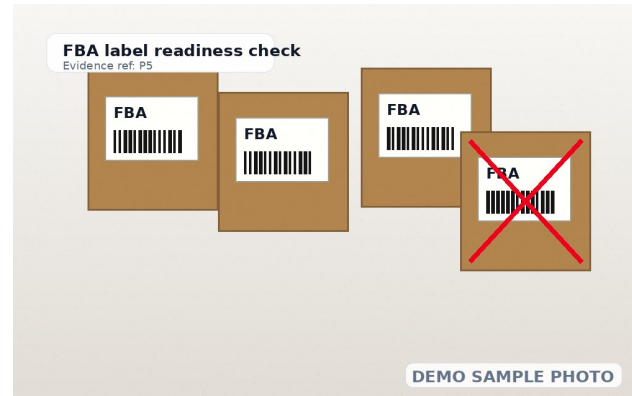 FBA label readiness check
Evidence ref: P5
FBA
FBA
FBA
FBA
DEMO SAMPLE PHOTO